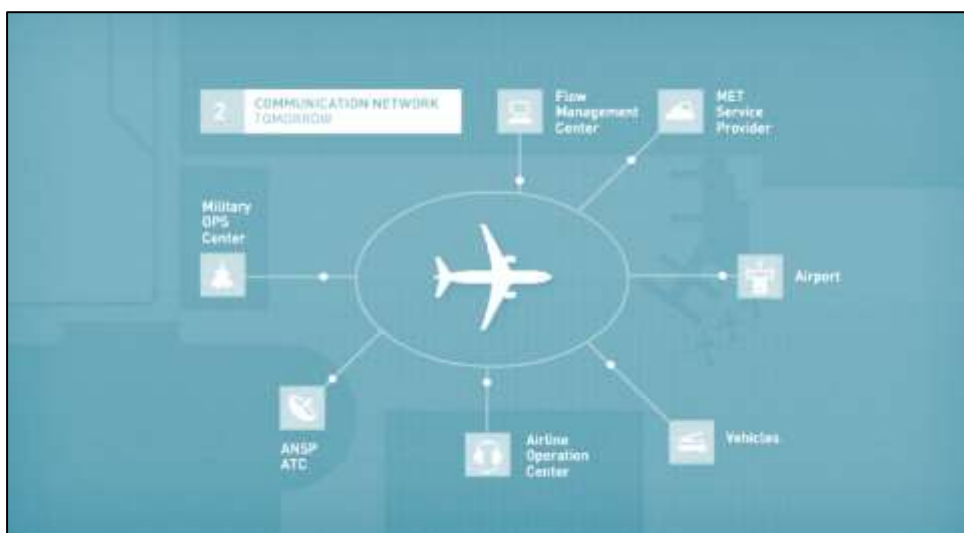 2
COMMUNICATION NETWORK
TOMORROW
Flow
Management
Center
MET
Service
Provider
Military
OPS
Center
Airport
ANSP
ATC
Airline
Operation
Center
Vehicles